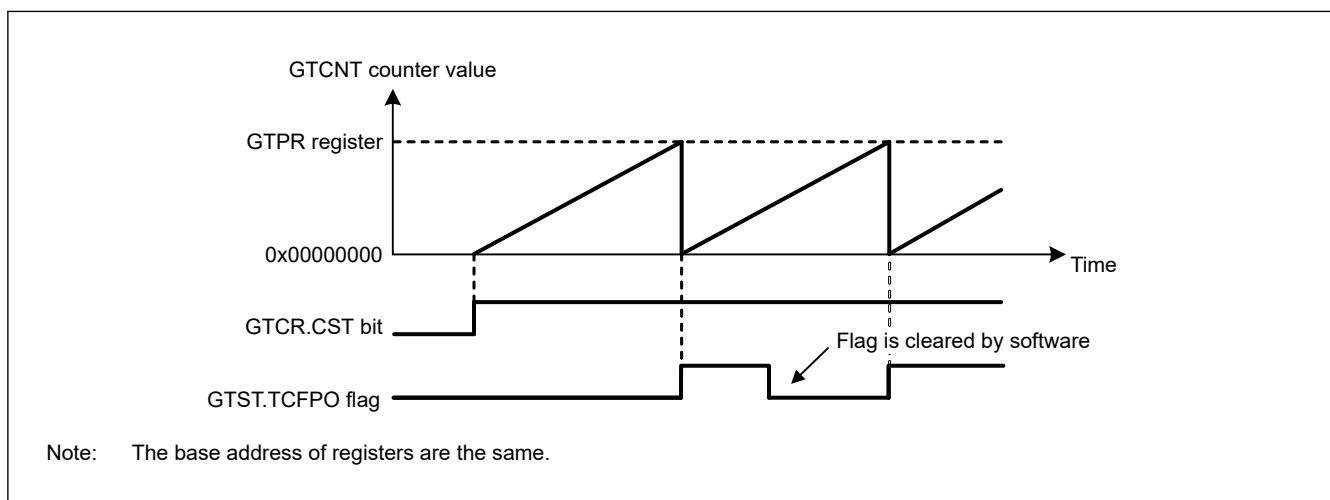 GTCNT counter value
GTPR register
0x00000000
Time
GTCR.CST bit
Flag is cleared by software
GTST.TCFPO flag
Note: The base address of registers are the same.